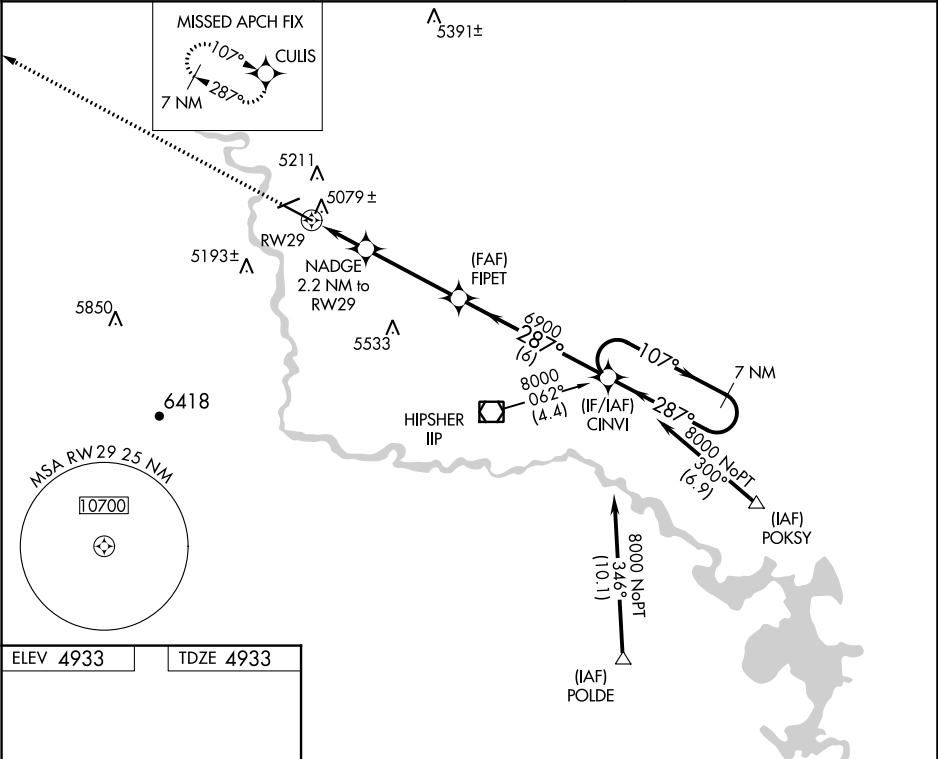 MISSED APCH FIX
107°
CULIS
287°
7 NM
5391±
5211
5079±
RW29
5193±
NADGE
2.2 NM to
RW29
(FAF)
FIPET
5850
5533
6900
287°
(6)
107°
7 NM
6418
HIPSHER
IIP
8000
062°
(4.4)
(IF/IAF)
CINVI
287°
8000 NoPT
300°
(6.9)
(IAF)
POKSY
MSA RW29 25 NM
10700
8000 NoPT
346°
(10.1)
(IAF)
POLDE
ELEV 4933
TDZE 4933